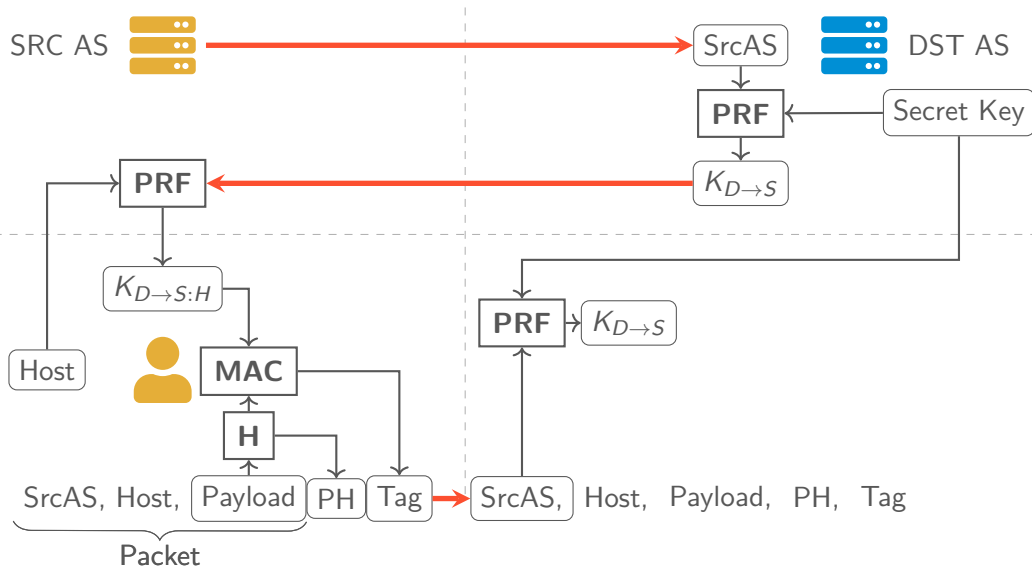 SRC AS
SrcAS
DST AS
PRF
Secret Key
PRF
K_{D→S}
K_{D→S:H}
PRF
K_{D→S}
Host
MAC
H
SrcAS, Host, Payload PH Tag
SrcAS, Host, Payload, PH, Tag
Packet